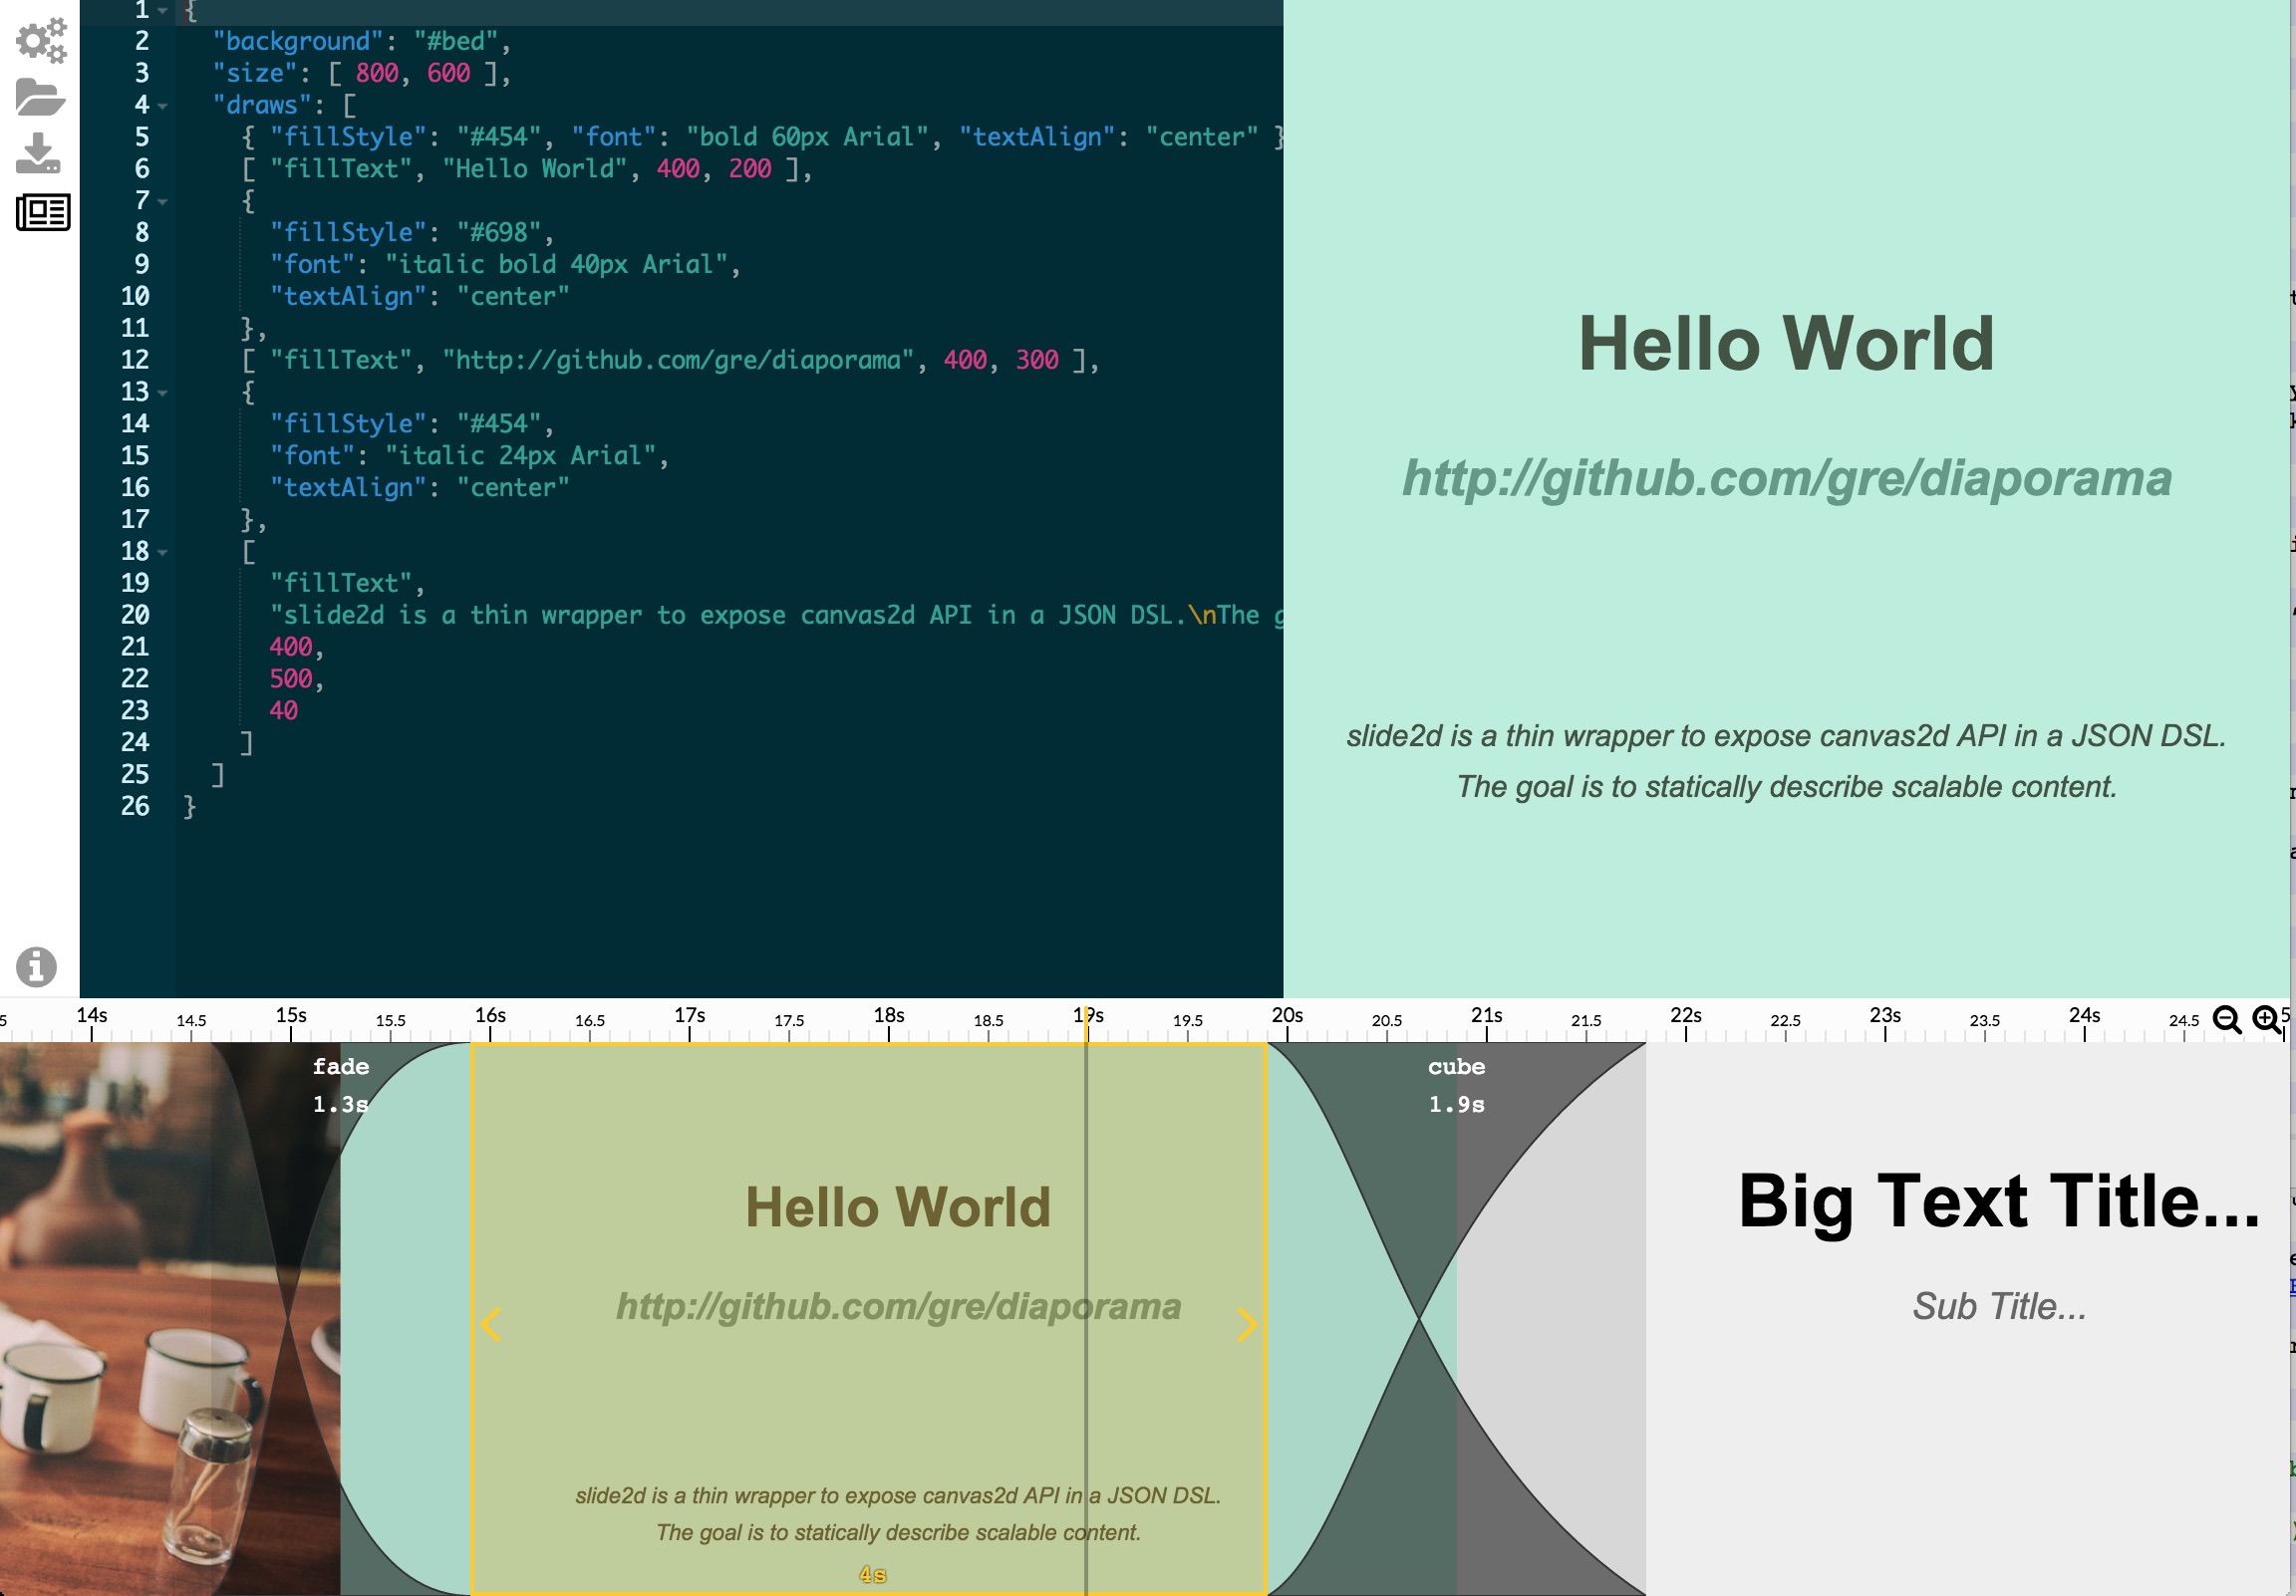 1 {
2 "background": "#bed",
3 "size": [ 800, 600 ],
4 "draws": [
5 { "fillStyle": "#454", "font": "bold 60px Arial", "textAlign": "center" }
6 [ "fillText", "Hello World", 400, 200 ],
7 {
8 "fillStyle": "#698",
9 "font": "italic bold 40px Arial",
10 "textAlign": "center"
11 },
12 [ "fillText", "http://github.com/gre/diaporama", 400, 300 ],
13 {
14 "fillStyle": "#454",
15 "font": "italic 24px Arial",
16 "textAlign": "center"
17 },
18 [
19 "fillText",
20 "slide2d is a thin wrapper to expose canvas2d API in a JSON DSL.\nThe g
21 400,
22 500,
23 40
24 ]
25 ]
26 }
Hello World
http://github.com/gre/diaporama
slide2d is a thin wrapper to expose canvas2d API in a JSON DSL.
The goal is to statically describe scalable content.
14s 14.5 15s 15.5 16s 16.5 17s 17.5 18s 18.5 19s 19.5 20s 20.5 21s 21.5 22s 22.5 23s 23.5 24s 24.5
fade
1.3s
Hello World
http://github.com/gre/diaporama
slide2d is a thin wrapper to expose canvas2d API in a JSON DSL.
The goal is to statically describe scalable content.
4s
cube
1.9s
Big Text Title...
Sub Title...